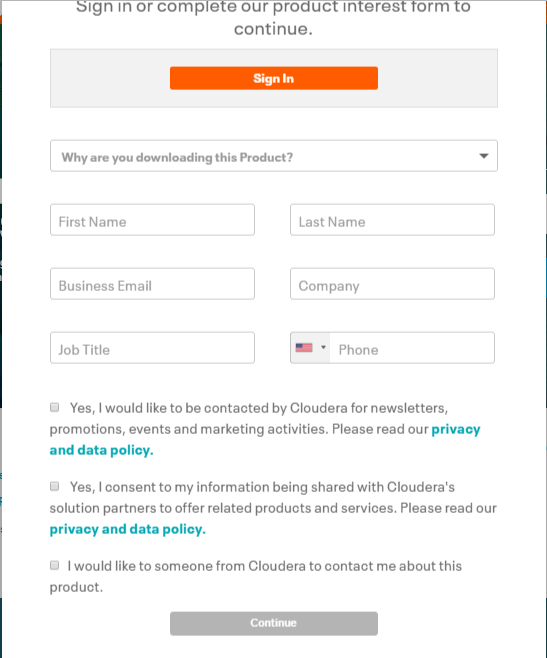 Sign in or complete our product interest form to
continue.
Sign In
Why are you downloading this Product?
First Name
Last Name
Business Email
Company
Job Title
Phone
Yes, I would like to be contacted by Cloudera for newsletters,
promotions, events and marketing activities. Please read our privacy
and data policy.
Yes, I consent to my information being shared with Cloudera's
solution partners to offer related products and services. Please read our
privacy and data policy.
I would like to someone from Cloudera to contact me about this
product.
Continue